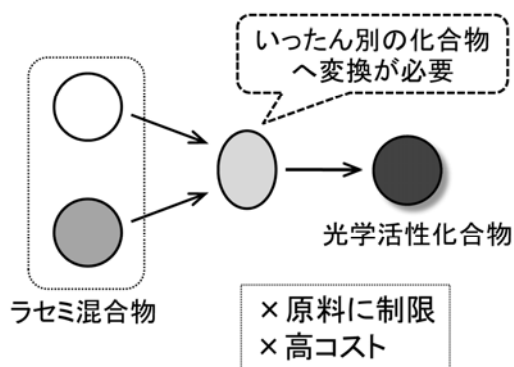 いったん別の化合物
へ変換が必要
光学活性化合物
ラセミ混合物
×原料に制限
×高コスト